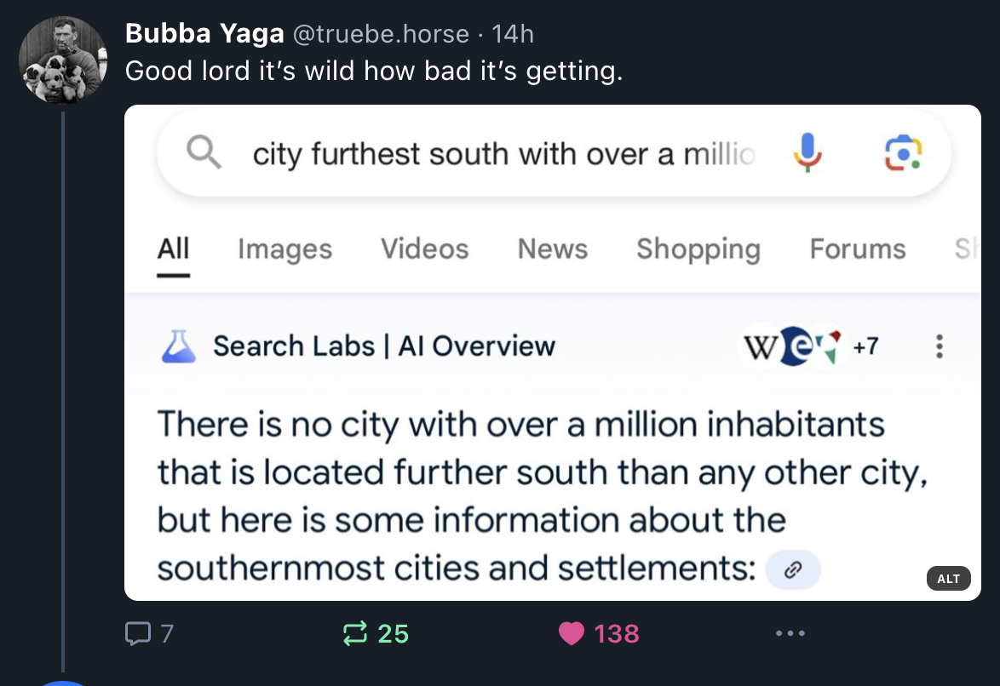 Bubba Yaga @truebe.horse · 14h
Good lord it’s wild how bad it’s getting.
city furthest south with over a millio
All Images Videos News Shopping Forums Sh
Search Labs | AI Overview W e +7
There is no city with over a million inhabitants
that is located further south than any other city,
but here is some information about the
southernmost cities and settlements:
ALT
7 25 138